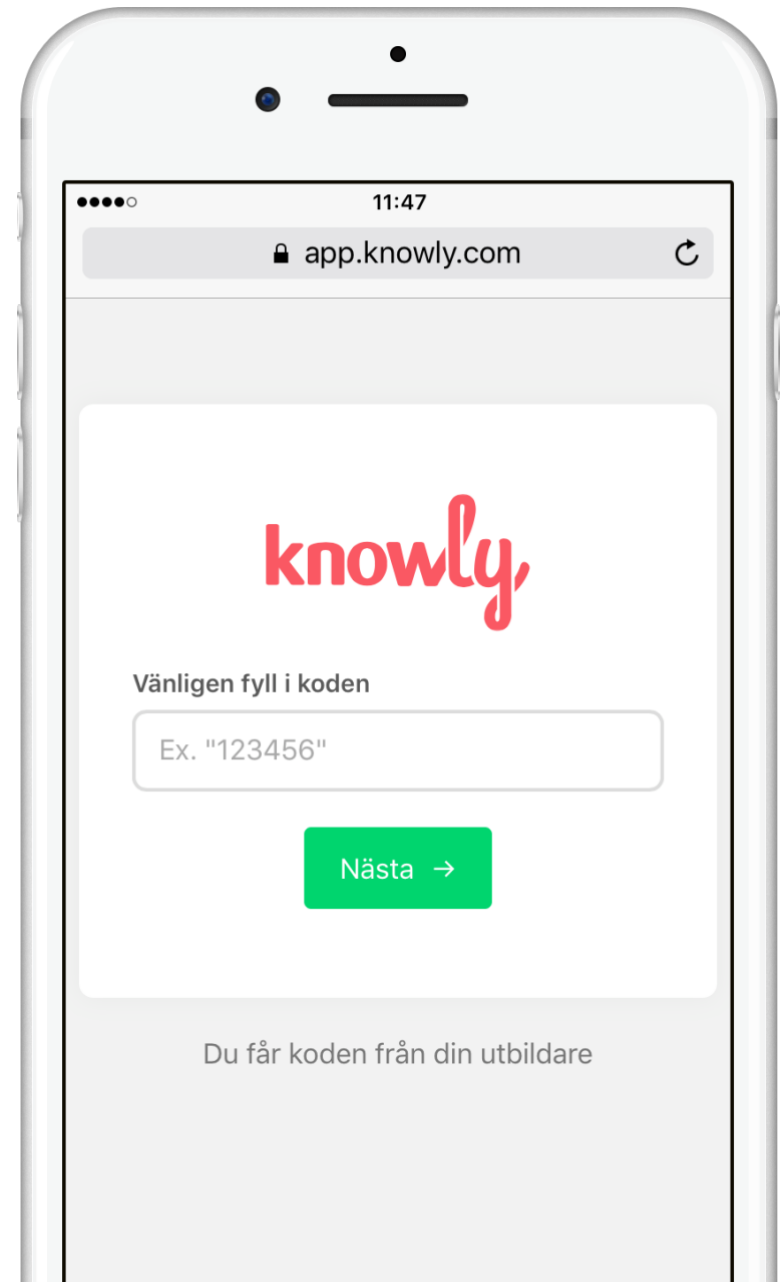 11:47
app.knowly.com
knowly
Vänligen fyll i koden
Ex. "123456"
Nästa →
Du får koden från din utbildare